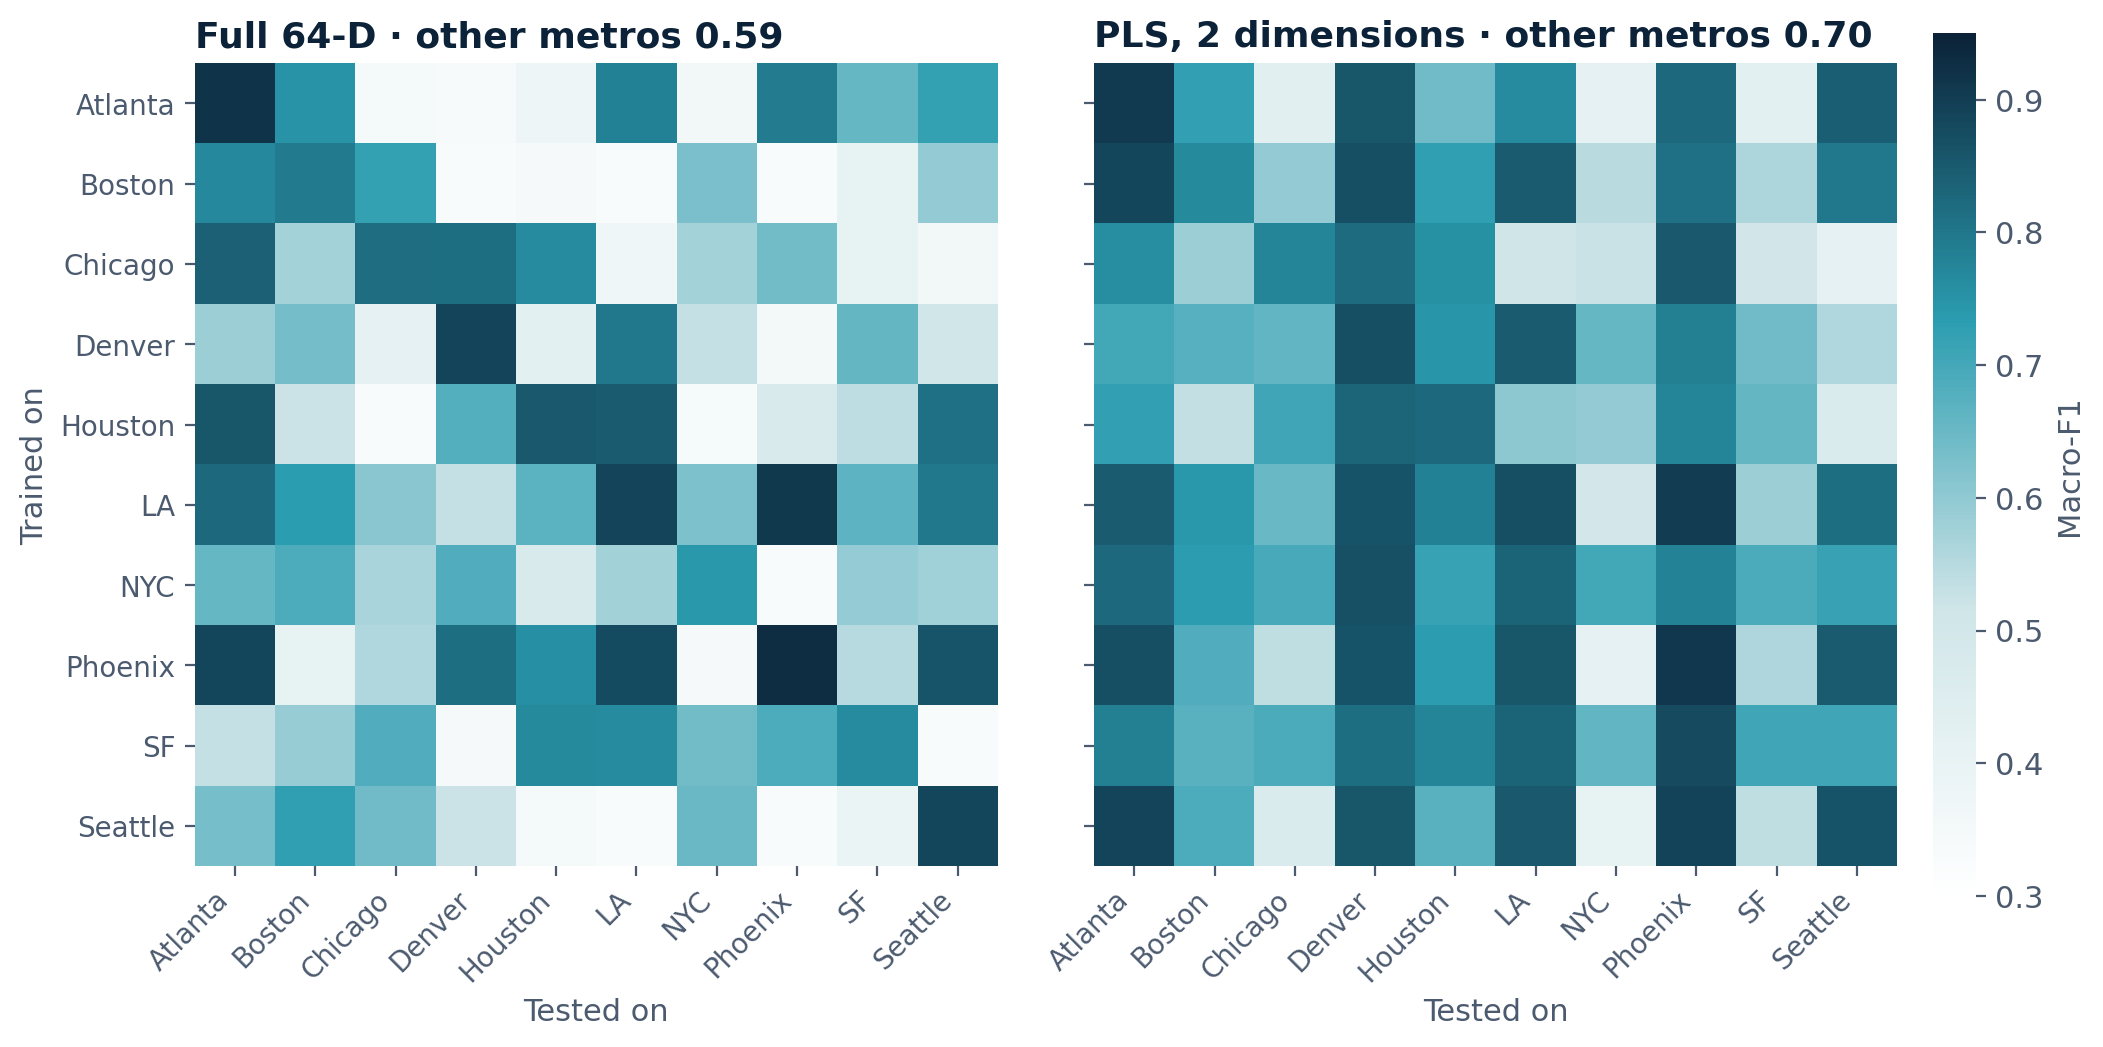 Full 64-D · other metros 0.59
Trained on
Atlanta
Boston
Chicago
Denver
Houston
LA
NYC
Phoenix
SF
Seattle
Atlanta
Boston
Chicago
Denver
Houston
LA
NYC
Phoenix
SF
Seattle
Tested on
PLS, 2 dimensions · other metros 0.70
Atlanta
Boston
Chicago
Denver
Houston
LA
NYC
Phoenix
SF
Seattle
Tested on
0.9
0.8
0.7
0.6
0.5
0.4
0.3
Macro-F1